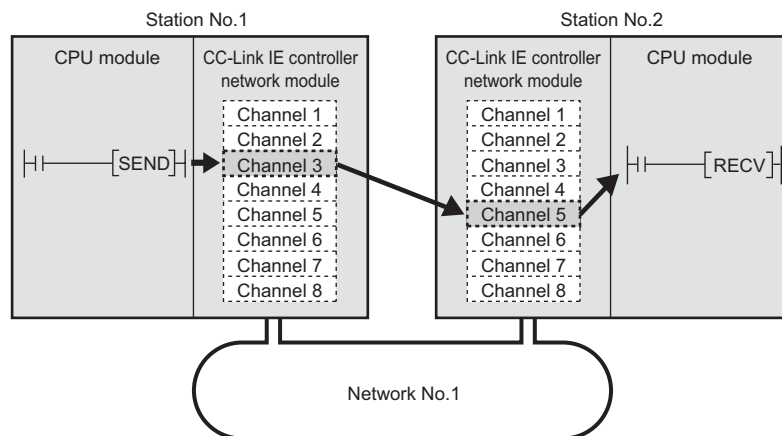 Station No.1
CPU module
CC-Link IE controller
network module
SEND
Channel 1
Channel 2
Channel 3
Channel 4
Channel 5
Channel 6
Channel 7
Channel 8
Station No.2
CC-Link IE controller
network module
CPU module
Channel 1
Channel 2
Channel 3
Channel 4
Channel 5
Channel 6
Channel 7
Channel 8
RECV
Network No.1